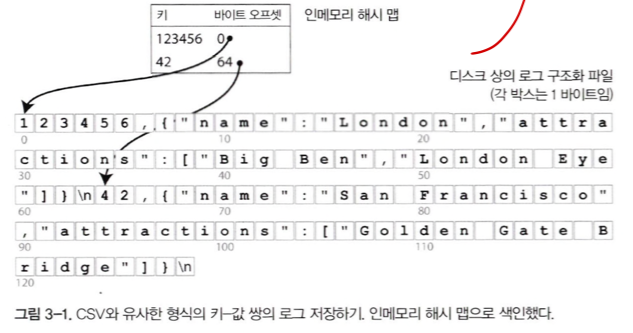 키 바이트 오프셋 인메모리 해시 맵
123456 0
42 64
디스크 상의 로그 구조화 파일
(각 박스는 1 바이트임)
1 2 3 4 5 6 , { " n a m e " : " L o n d o n " , " a t t r a
0 10 20
c t i o n s " : [ " B i g B e n " , " L o n d o n E y e
30 40 50
" ] } \n 4 2 , { " n a m e " : " S a n F r a n c i s c o "
60 70 80
, " a t t r a c t i o n s " : [ " G o l d e n G a t e B
90 100 110
r i d g e " ] } \n
120
그림 3-1. CSV와 유사한 형식의 키-값 쌍의 로그 저장하기. 인메모리 해시 맵으로 색인했다.